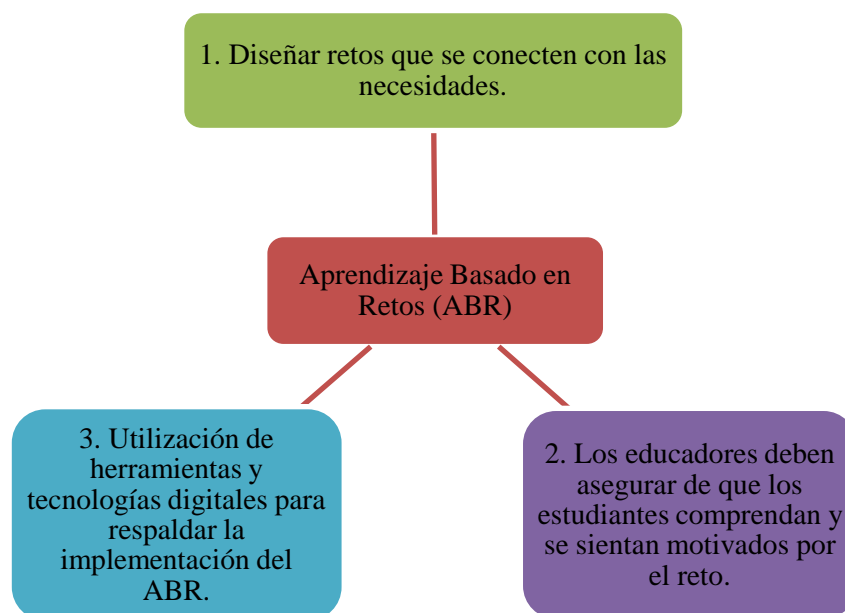 1. Diseñar retos que se conecten con las
necesidades.
Aprendizaje Basado en
Retos (ABR)
3. Utilización de
herramientas y
tecnologías digitales para
respaldar la
implementación del
ABR.
2. Los educadores deben
asegurar de que los
estudiantes comprendan y
se sientan motivados por
el reto.